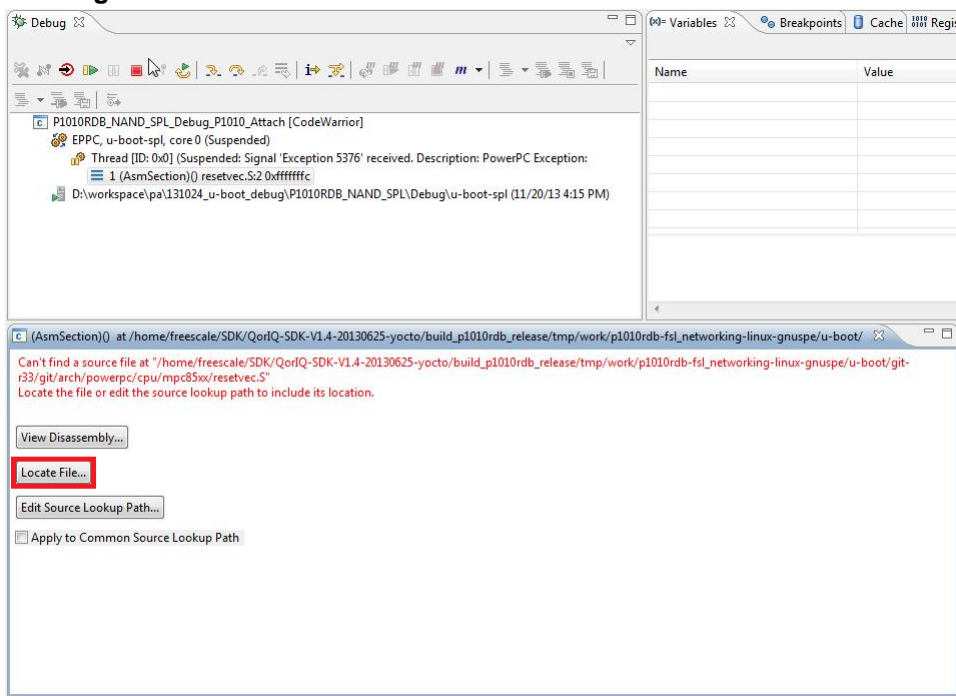 Debug
(x)= Variables
Breakpoints
Cache
Regis
Name
Value
P1010RDB_NAND_SPL_Debug_P1010_Attach [CodeWarrior]
EPPC, u-boot-spl, core 0 (Suspended)
Thread [ID: 0x0] (Suspended: Signal 'Exception 5376' received. Description: PowerPC Exception:
1 (AsmSection)() resetvec.S:2 0xfffffffc
D:\workspace\pa\131024_u-boot_debug\P1010RDB_NAND_SPL\Debug\u-boot-spl (11/20/13 4:15 PM)
(AsmSection)() at /home/freescale/SDK/QorIQ-SDK-V1.4-20130625-yocto/build_p1010rdb_release/tmp/work/p1010rdb-fsl_networking-linux-gnuspe/u-boot/
Can't find a source file at "/home/freescale/SDK/QorIQ-SDK-V1.4-20130625-yocto/build_p1010rdb_release/tmp/work/p1010rdb-fsl_networking-linux-gnuspe/u-boot/git-
r33/git/arch/powerpc/cpu/mpc85xx/resetvec.S"
Locate the file or edit the source lookup path to include its location.
View Disassembly...
Locate File...
Edit Source Lookup Path...
Apply to Common Source Lookup Path